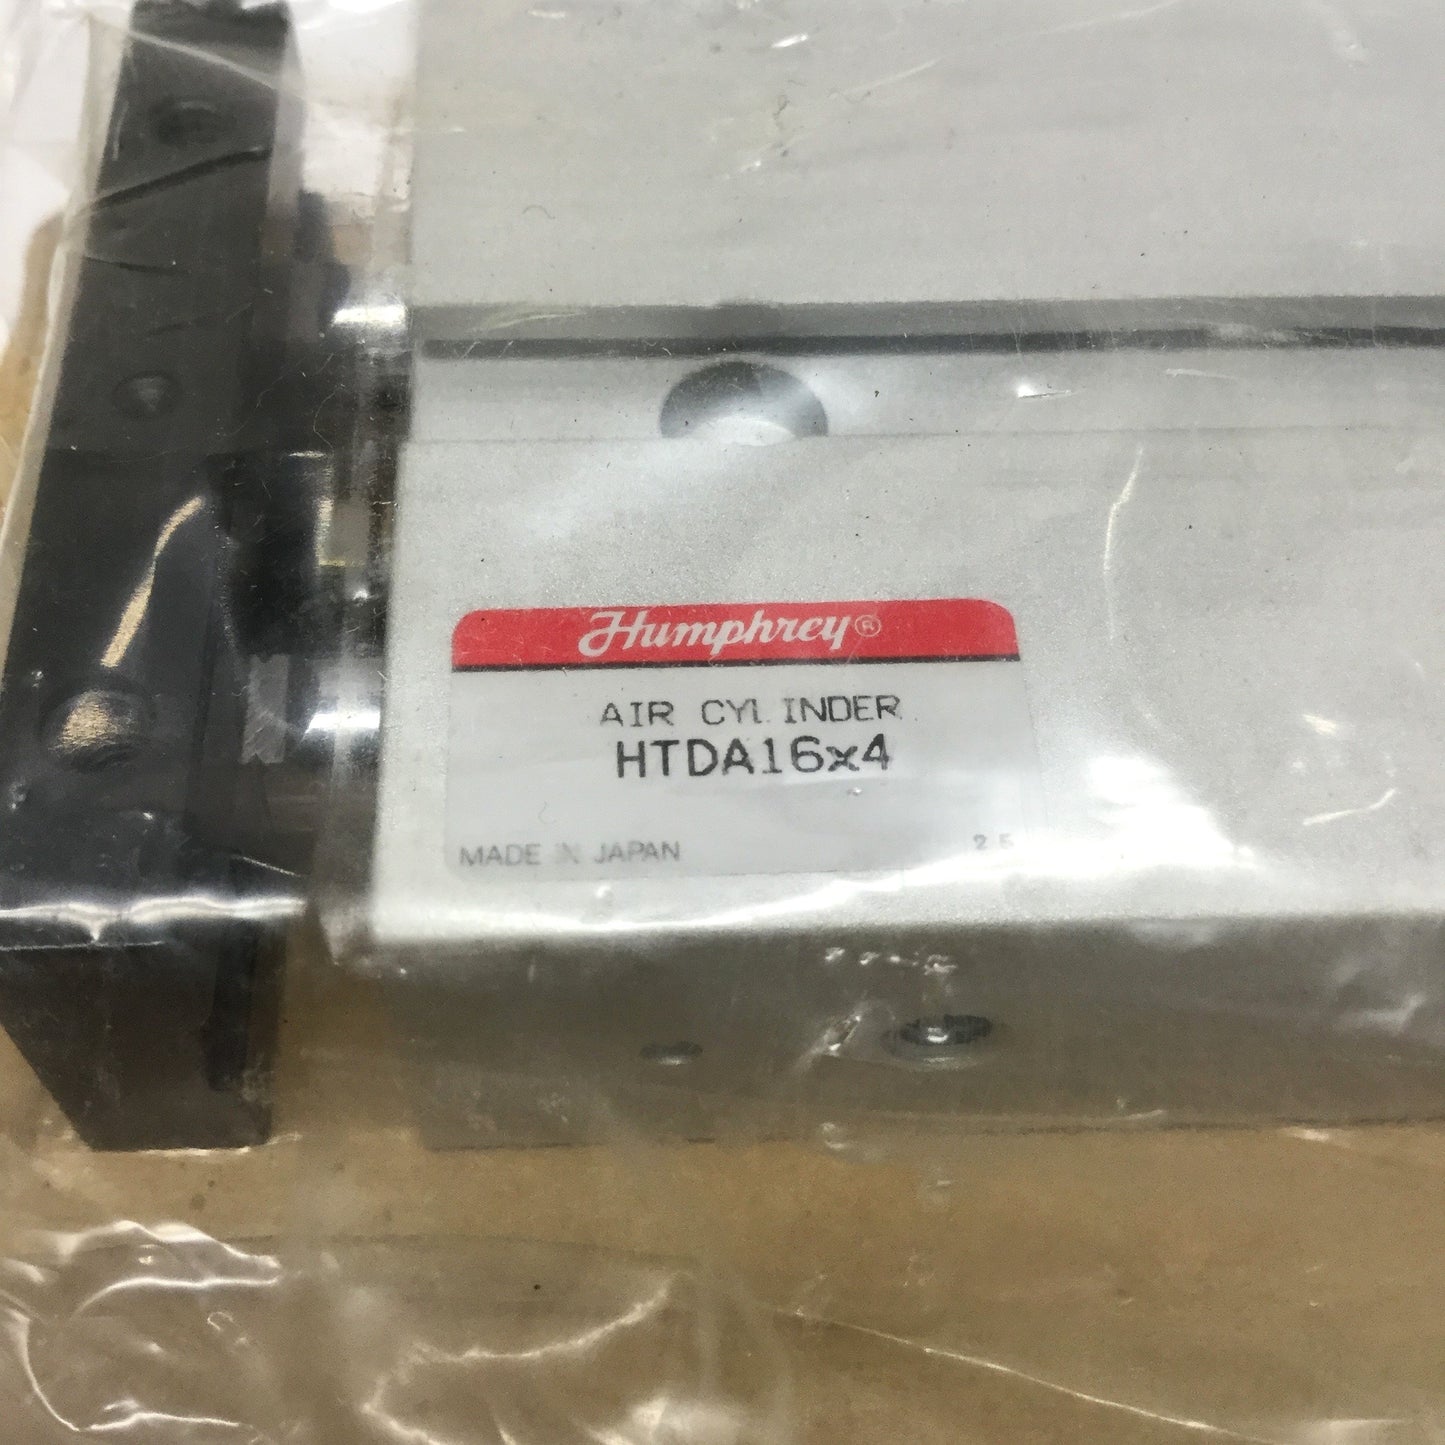 Humphrey®
AIR CYLINDER
HTDA16x4
MADE IN JAPAN